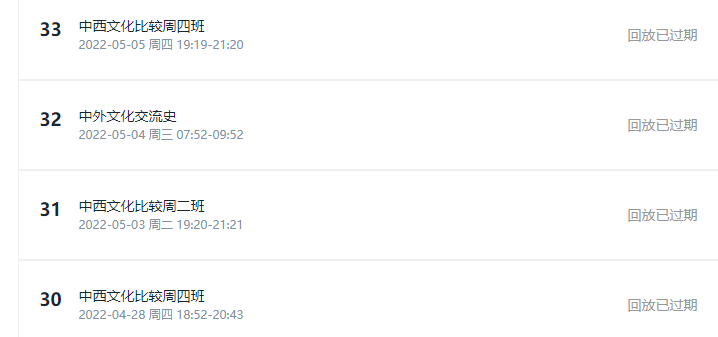 33 中西文化比较周四班
2022-05-05 周四 19:19-21:20
回放已过期
32 中外文化交流史
2022-05-04 周三 07:52-09:52
回放已过期
31 中西文化比较周二班
2022-05-03 周二 19:20-21:21
回放已过期
30 中西文化比较周四班
2022-04-28 周四 18:52-20:43
回放已过期